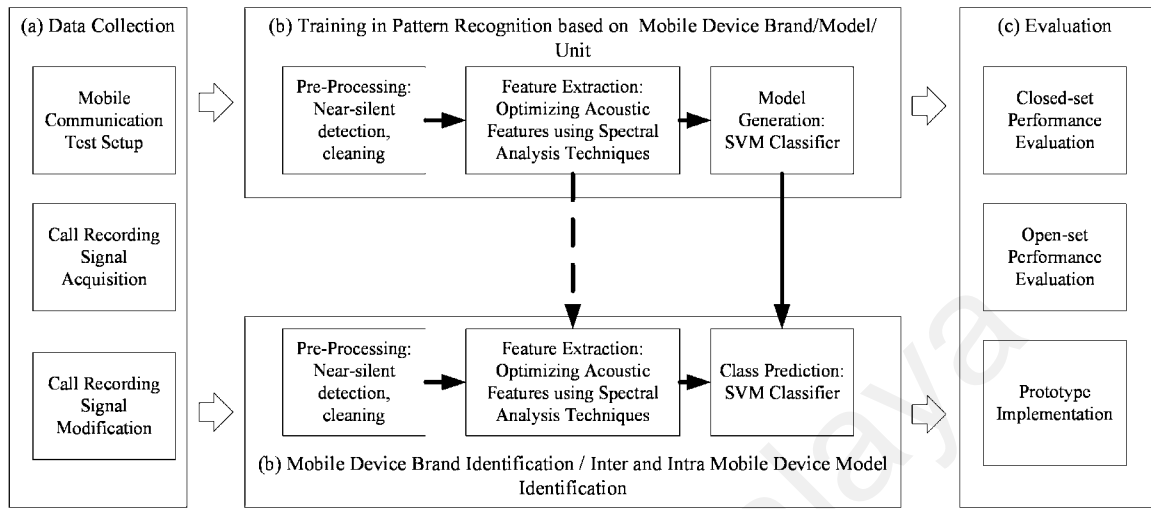 (a) Data Collection
Mobile
Communication
Test Setup
Call Recording
Signal
Acquisition
Call Recording
Signal
Modification
(b) Training in Pattern Recognition based on Mobile Device Brand/Model/
Unit
Pre-Processing:
Near-silent
detection,
cleaning
Feature Extraction:
Optimizing Acoustic
Features using Spectral
Analysis Techniques
Model
Generation:
SVM Classifier
Pre-Processing:
Near-silent
detection,
cleaning
Feature Extraction:
Optimizing Acoustic
Features using Spectral
Analysis Techniques
Class Prediction:
SVM Classifier
(b) Mobile Device Brand Identification / Inter and Intra Mobile Device Model
Identification
(c) Evaluation
Closed-set
Performance
Evaluation
Open-set
Performance
Evaluation
Prototype
Implementation